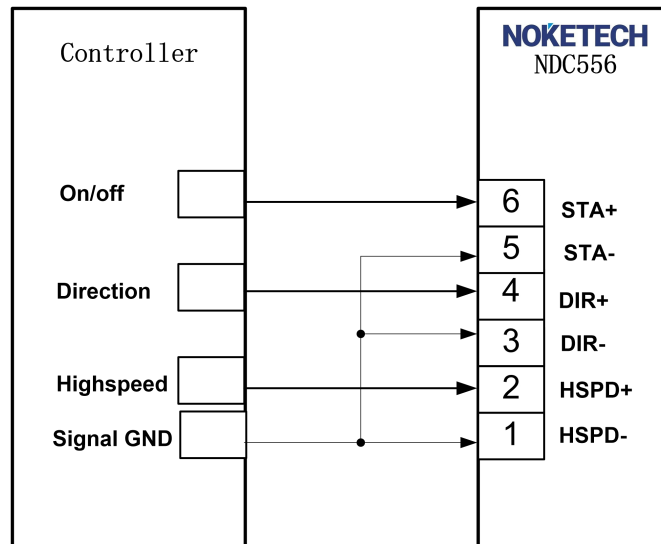 Controller
NOKETECH
NDC556
On/off
6
STA+
5
STA-
Direction
4
DIR+
3
DIR-
Highspeed
2
HSPD+
Signal GND
1
HSPD-